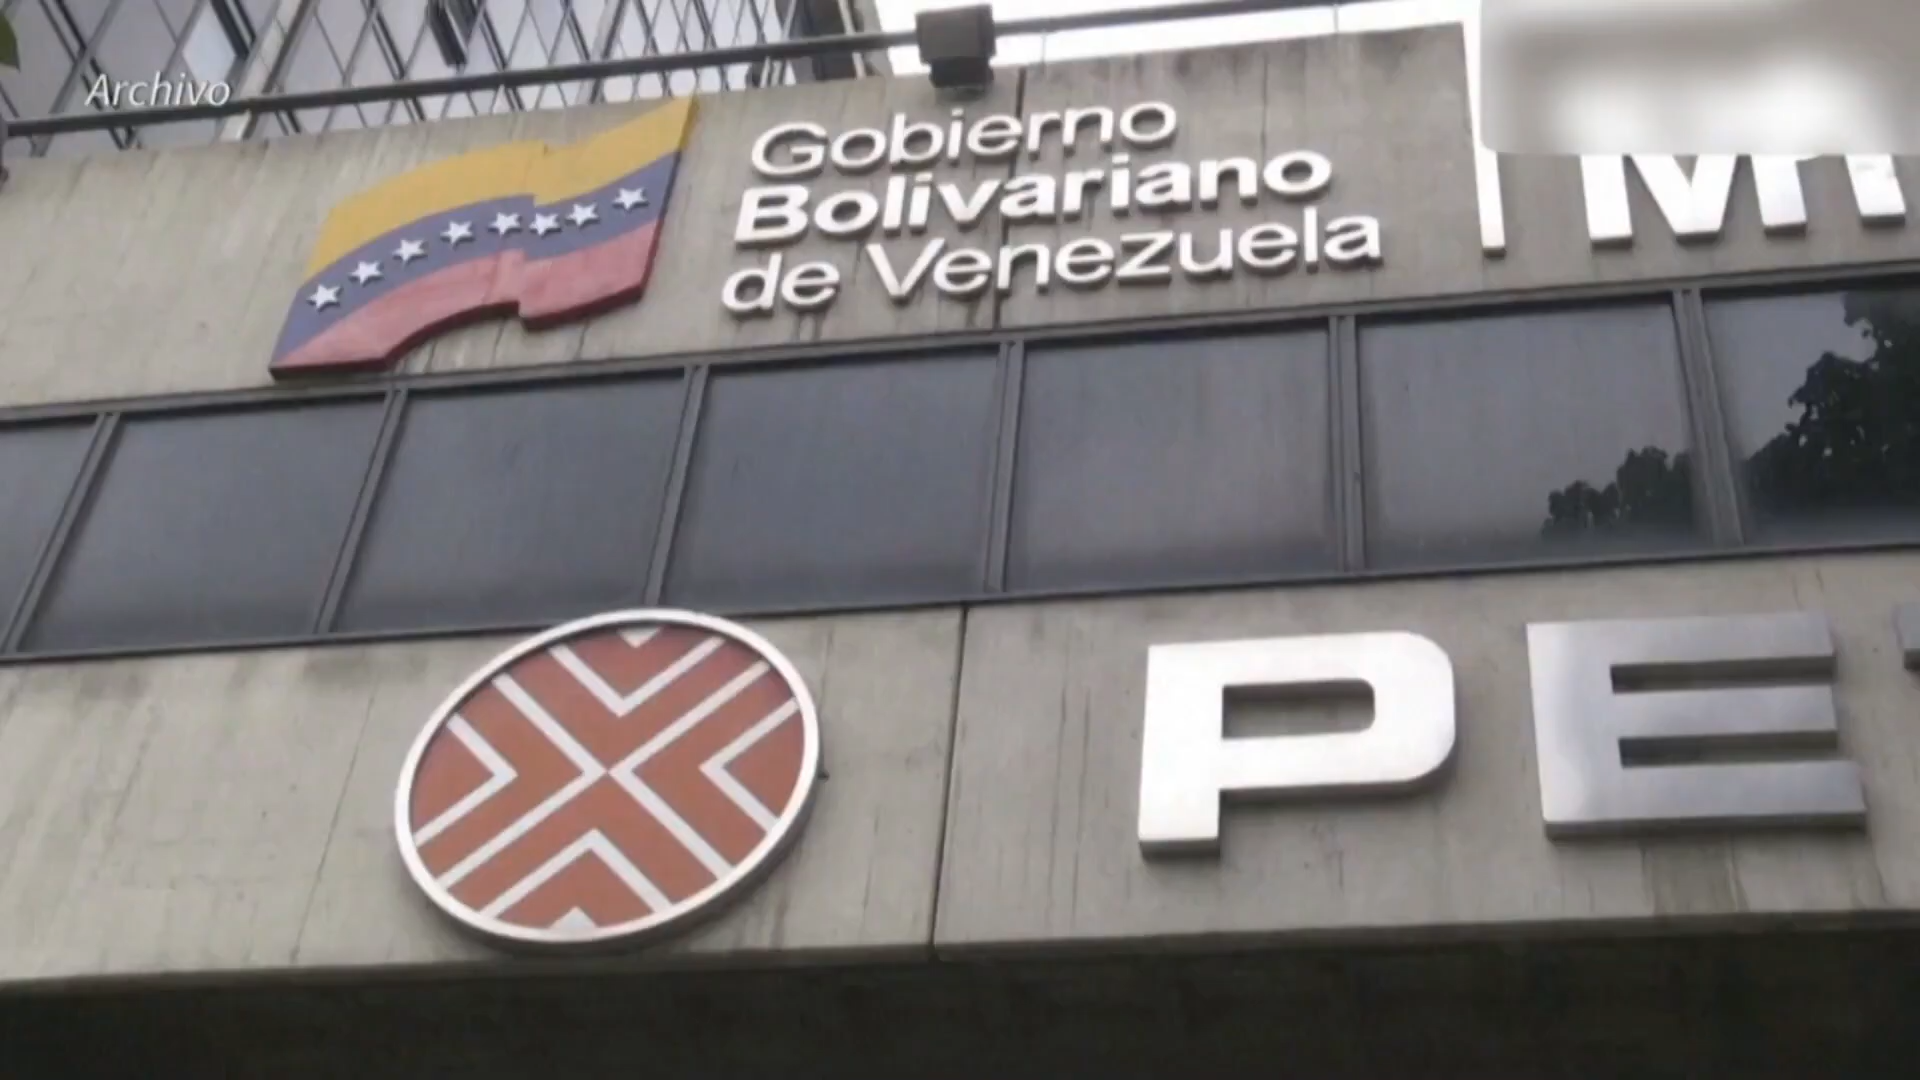 Archivo
Gobierno
Bolivariano
de Venezuela
PE